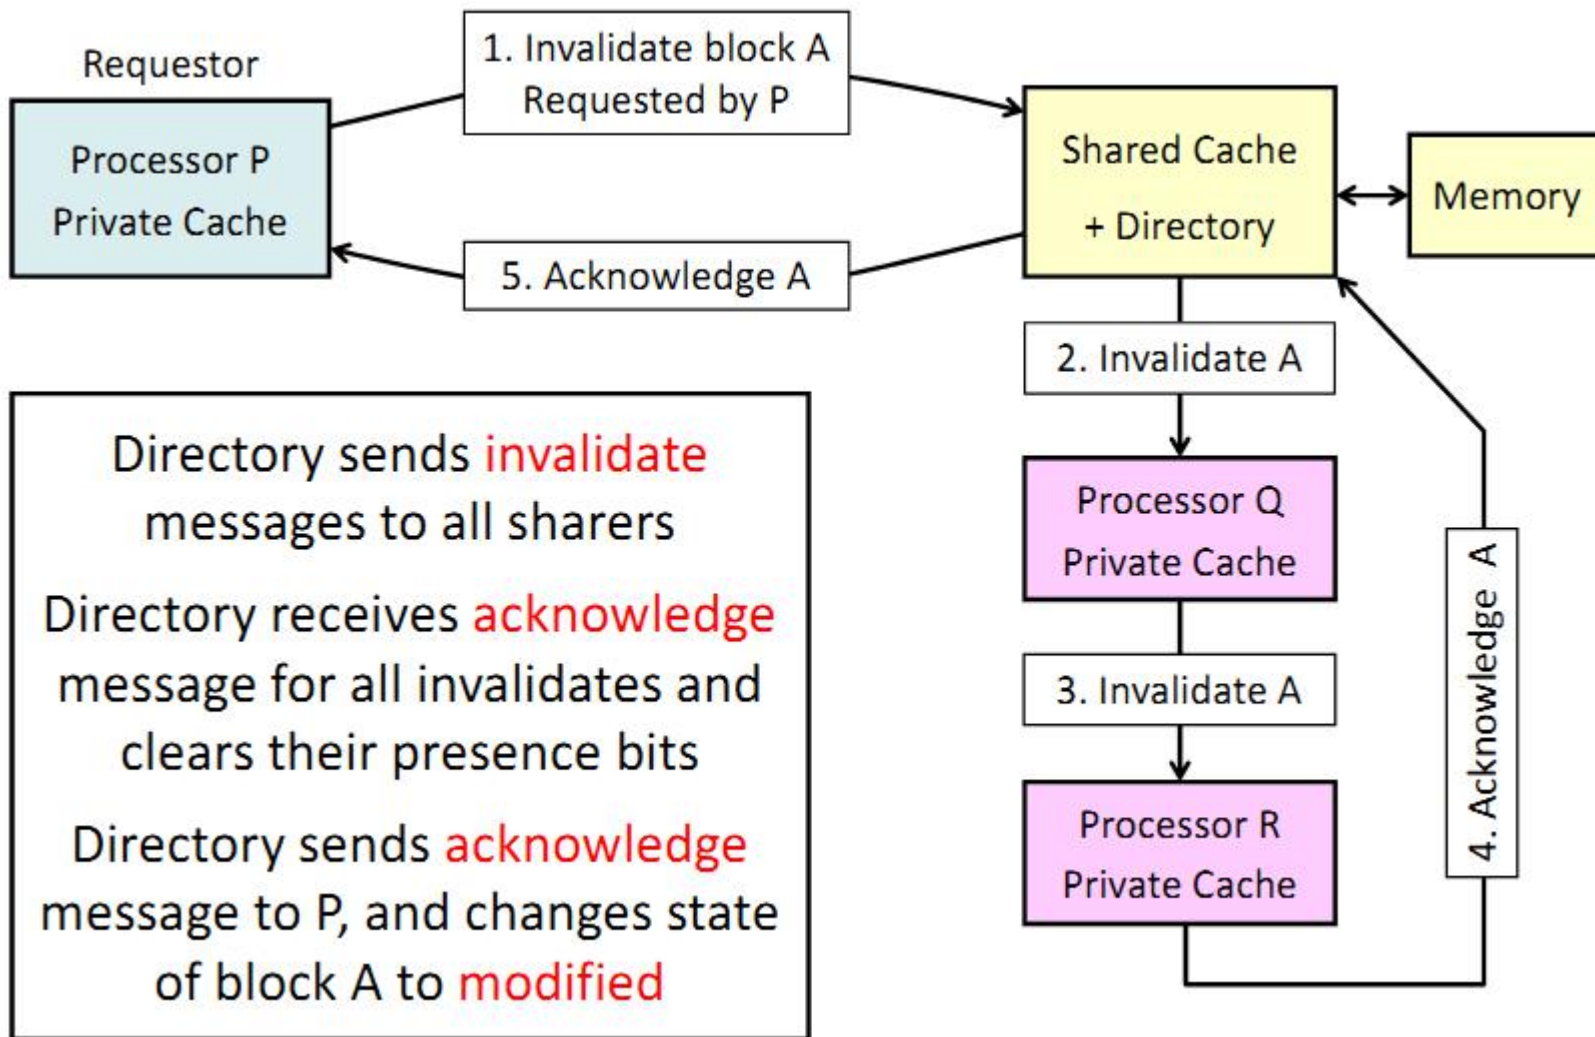 Requestor
Processor P
Private Cache
1. Invalidate block A
Requested by P
5. Acknowledge A
Shared Cache
+ Directory
Memory
2. Invalidate A
Processor Q
Private Cache
3. Invalidate A
Processor R
Private Cache
4. Acknowledge A
Directory sends invalidate
messages to all sharers
Directory receives acknowledge
message for all invalidates and
clears their presence bits
Directory sends acknowledge
message to P, and changes state
of block A to modified